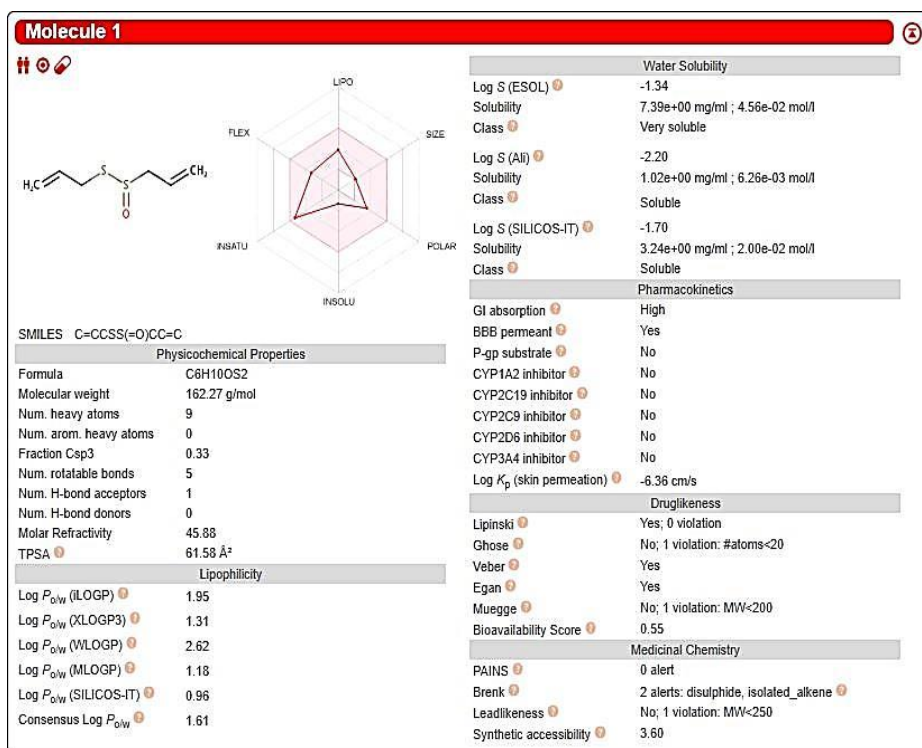 Molecule 1
LIPO
FLEX
SIZE
H₂C
S
S
CH₂
O
INSATU
POLAR
INSOLU
SMILES C=CCSS(=O)CC=C
Physicochemical Properties
Formula C6H10OS2
Molecular weight 162.27 g/mol
Num. heavy atoms 9
Num. arom. heavy atoms 0
Fraction Csp3 0.33
Num. rotatable bonds 5
Num. H-bond acceptors 1
Num. H-bond donors 0
Molar Refractivity 45.88
TPSA ? 61.58 Å²
Lipophilicity
Log Po/w (iLOGP) ? 1.95
Log Po/w (XLOGP3) ? 1.31
Log Po/w (WLOGP) ? 2.62
Log Po/w (MLOGP) ? 1.18
Log Po/w (SILICOS-IT) ? 0.96
Consensus Log Po/w ? 1.61
Water Solubility
Log S (ESOL) ? -1.34
Solubility 7.39e+00 mg/ml ; 4.56e-02 mol/l
Class ? Very soluble
Log S (Ali) ? -2.20
Solubility 1.02e+00 mg/ml ; 6.26e-03 mol/l
Class ? Soluble
Log S (SILICOS-IT) ? -1.70
Solubility 3.24e+00 mg/ml ; 2.00e-02 mol/l
Class ? Soluble
Pharmacokinetics
GI absorption ? High
BBB permeant ? Yes
P-gp substrate ? No
CYP1A2 inhibitor ? No
CYP2C19 inhibitor ? No
CYP2C9 inhibitor ? No
CYP2D6 inhibitor ? No
CYP3A4 inhibitor ? No
Log Kp (skin permeation) ? -6.36 cm/s
Druglikeness
Lipinski ? Yes; 0 violation
Ghose ? No; 1 violation: #atoms<20
Veber ? Yes
Egan ? Yes
Muegge ? No; 1 violation: MW<200
Bioavailability Score ? 0.55
Medicinal Chemistry
PAINS ? 0 alert
Brenk ? 2 alerts: disulphide, isolated_alkene ?
Leadlikeness ? No; 1 violation: MW<250
Synthetic accessibility ? 3.60